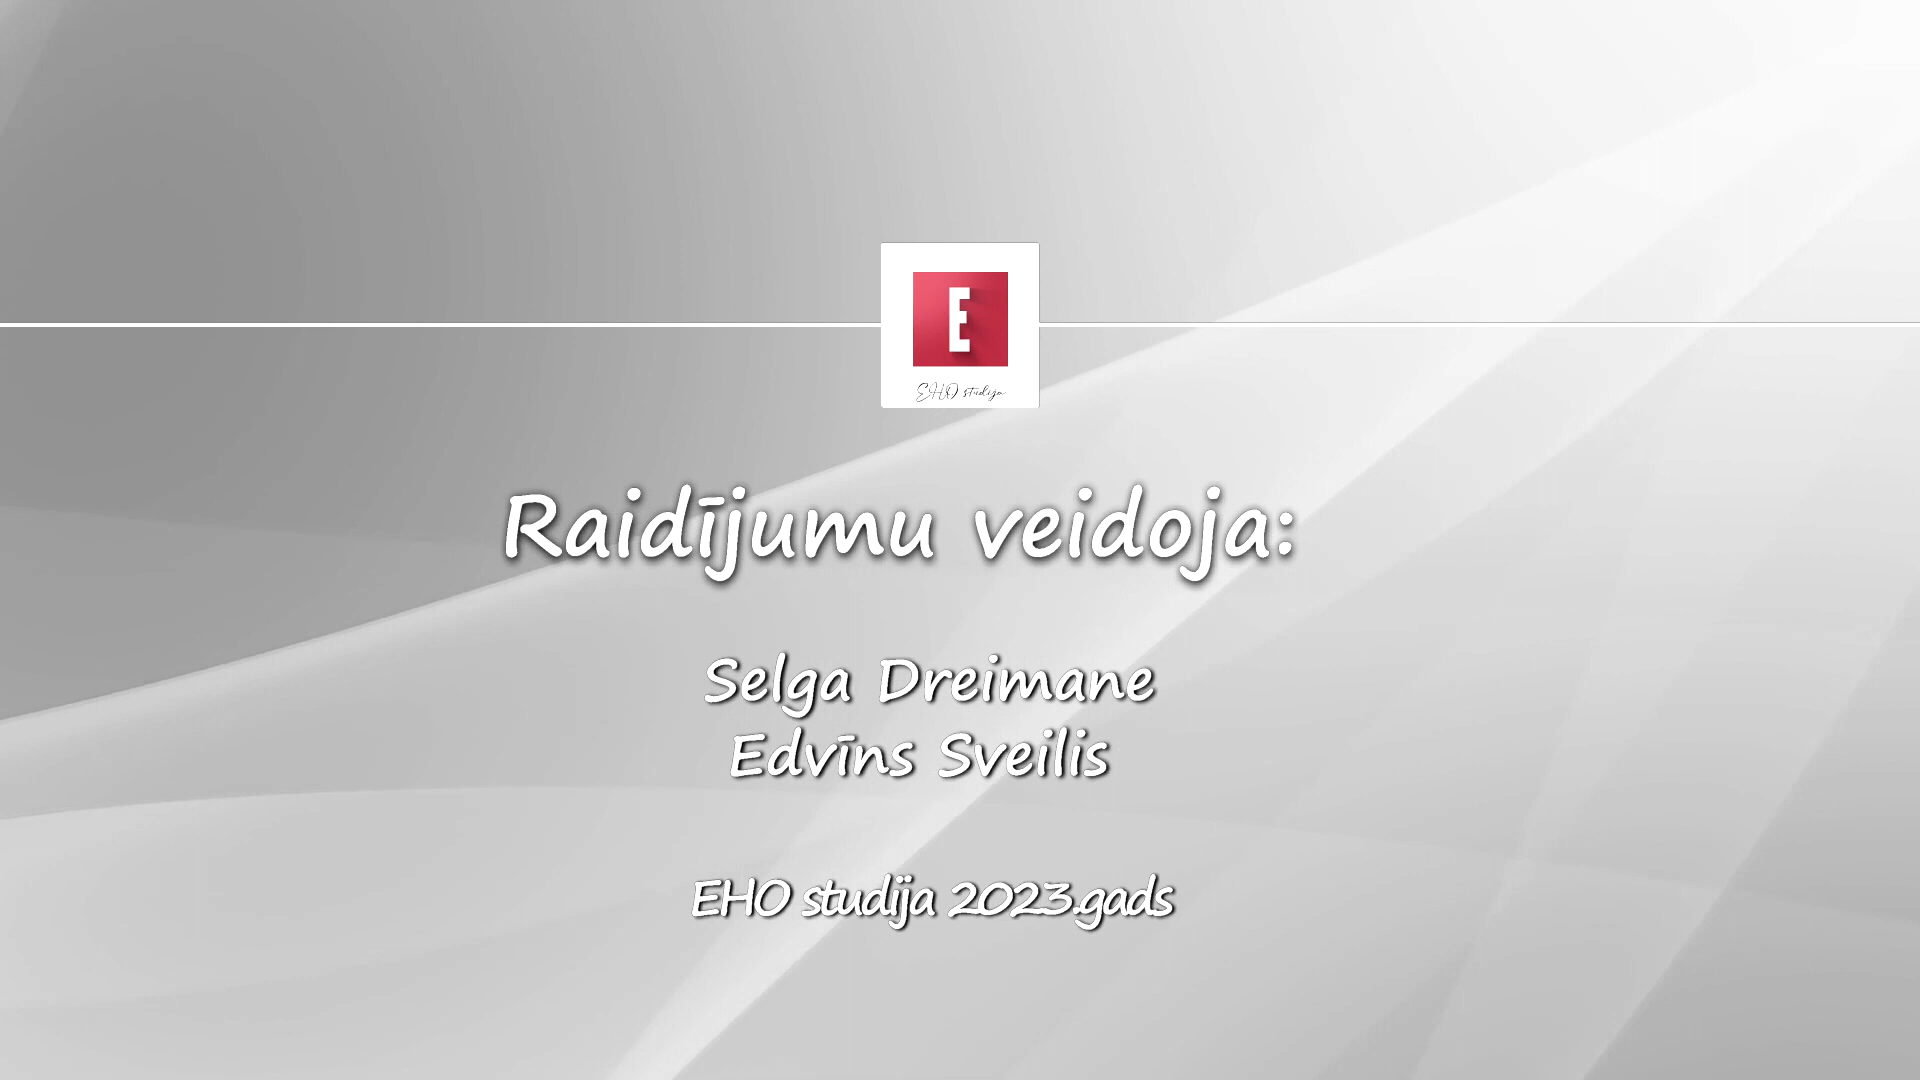 E
EHO studija
Raidījumu veidoja:
Selga Dreimane
Edvīns Sveilis
EHO studija 2023.gads